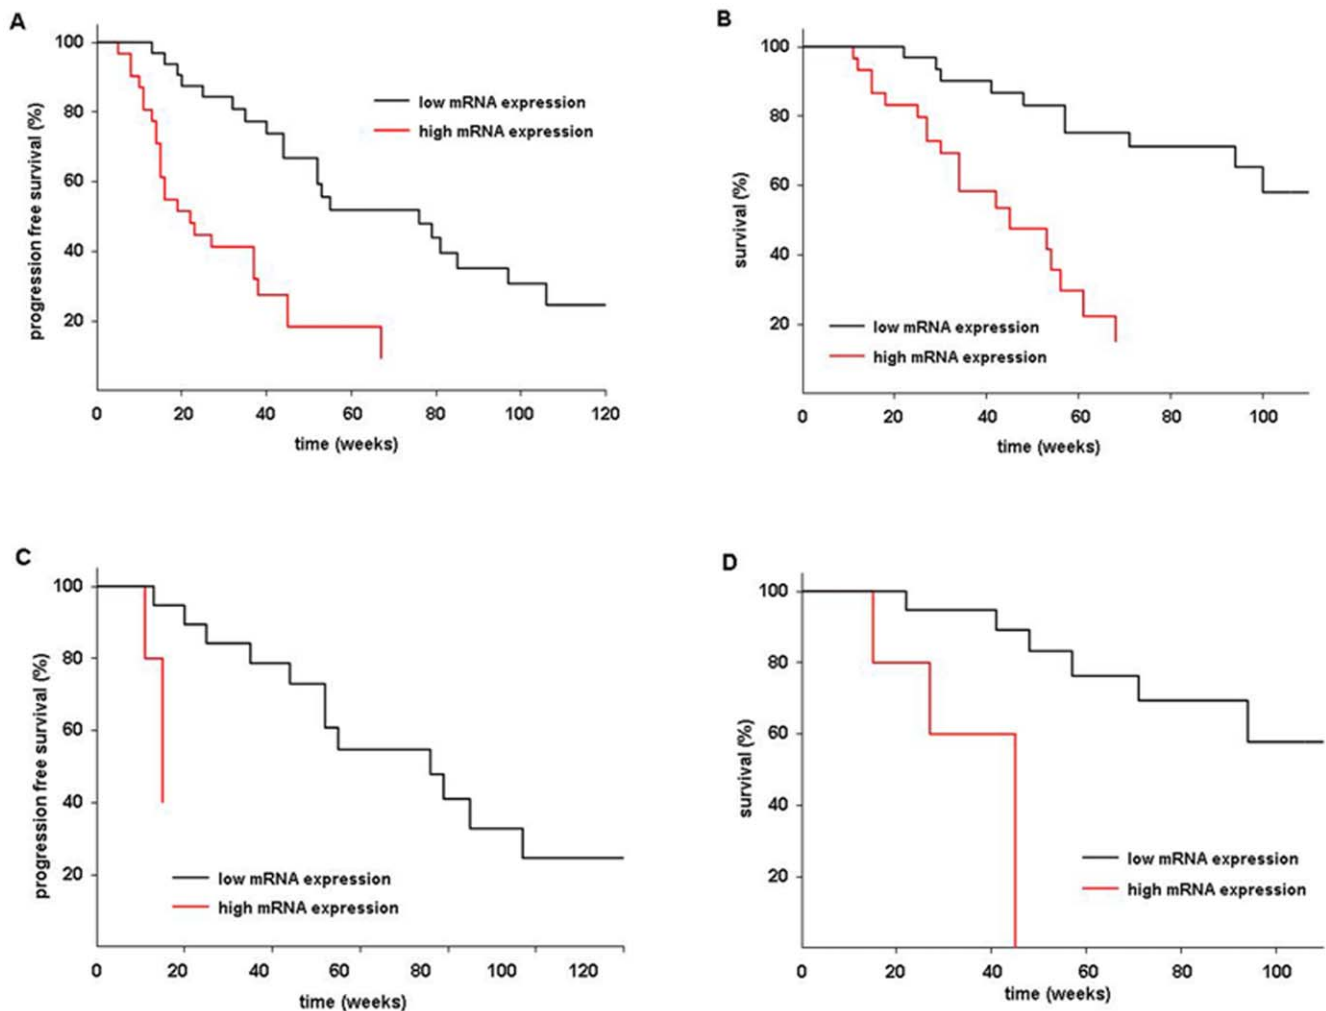 A
progression free survival (%)
100
80
60
40
20
0 20 40 60 80 100 120
time (weeks)
low mRNA expression
high mRNA expression
B
survival (%)
100
80
60
40
20
0 20 40 60 80 100
time (weeks)
low mRNA expression
high mRNA expression
C
progression free survival (%)
100
80
60
40
20
0 20 40 60 80 100 120
time (weeks)
low mRNA expression
high mRNA expression
D
survival (%)
100
80
60
40
20
0 20 40 60 80 100
time (weeks)
low mRNA expression
high mRNA expression